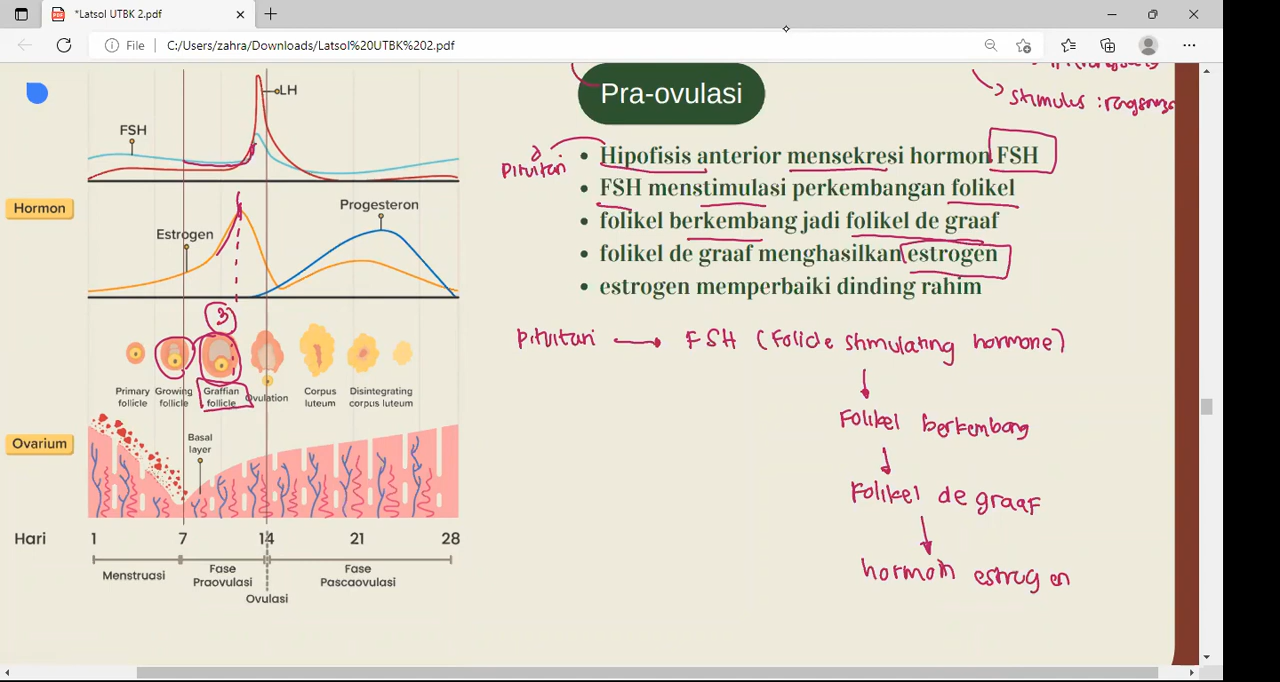 *Latsol UTBK 2.pdf
File
C:/Users/zahra/Downloads/Latsol%20UTBK%202.pdf
LH
FSH
Hormon
Progesteron
Estrogen
3
Primary follicle
Growing follicle
Graffian follicle
Ovulation
Corpus luteum
Disintegrating corpus luteum
Ovarium
Basal layer
Hari 1 7 14 21 28
Menstruasi
Fase Praovulasi
Fase Pascaovulasi
Ovulasi
Pra-ovulasi
Stimulus :
Pituitari
• Hipofisis anterior mensekresi hormon FSH
• FSH menstimulasi perkembangan folikel
• folikel berkembang jadi folikel de graaf
• folikel de graaf menghasilkan estrogen
• estrogen memperbaiki dinding rahim
Pituitari → FSH (Folicle stimulating hormone)
Folikel berkembang
Folikel de graaf
hormon estrogen